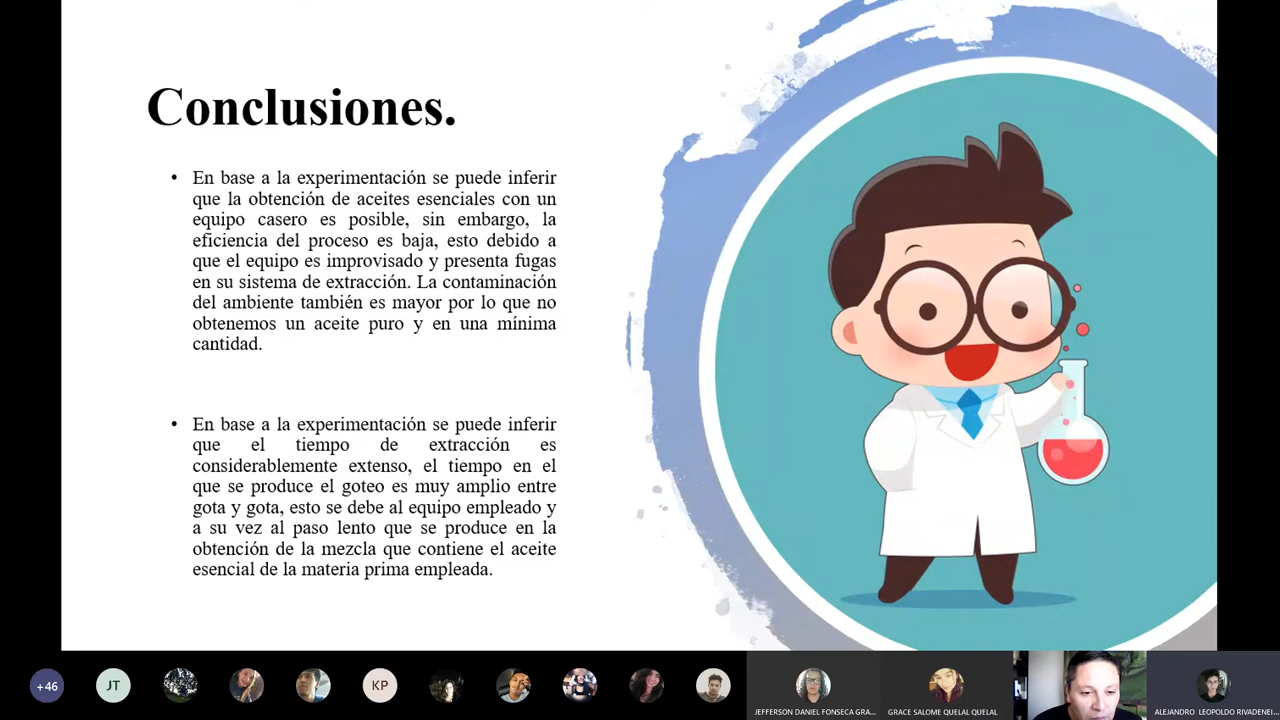 Conclusiones.
• En base a la experimentación se puede inferir
que la obtención de aceites esenciales con un
equipo casero es posible, sin embargo, la
eficiencia del proceso es baja, esto debido a
que el equipo es improvisado y presenta fugas
en su sistema de extracción. La contaminación
del ambiente también es mayor por lo que no
obtenemos un aceite puro y en una mínima
cantidad.
• En base a la experimentación se puede inferir
que el tiempo de extracción es
considerablemente extenso, el tiempo en el
que se produce el goteo es muy amplio entre
gota y gota, esto se debe al equipo empleado y
a su vez al paso lento que se produce en la
obtención de la mezcla que contiene el aceite
esencial de la materia prima empleada.
+46
JT
KP
JEFFERSON DANIEL FONSECA GRA...
GRACE SALOME QUELAL QUELAL
ALEJANDRO LEOPOLDO RIVADENEI...